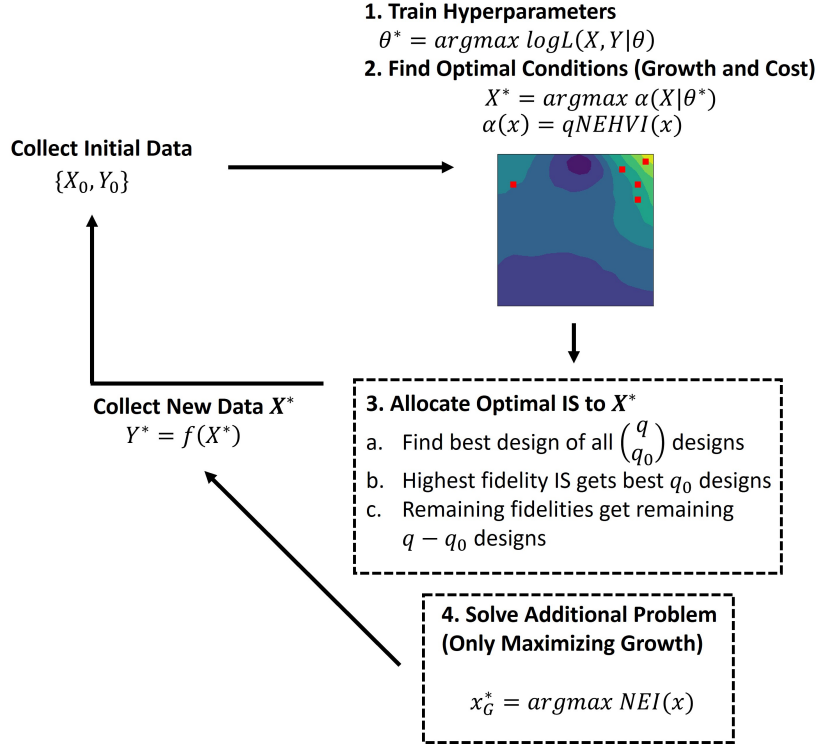 1. Train Hyperparameters
θ* = argmax logL(X, Y|θ)
2. Find Optimal Conditions (Growth and Cost)
X* = argmax α(X|θ*)
α(x) = qNEHVI(x)
Collect Initial Data
{X₀, Y₀}
Collect New Data X*
Y* = f(X*)
3. Allocate Optimal IS to X*
a. Find best design of all (q q₀) designs
b. Highest fidelity IS gets best q₀ designs
c. Remaining fidelities get remaining
q − q₀ designs
4. Solve Additional Problem
(Only Maximizing Growth)
x*_G = argmax NEI(x)